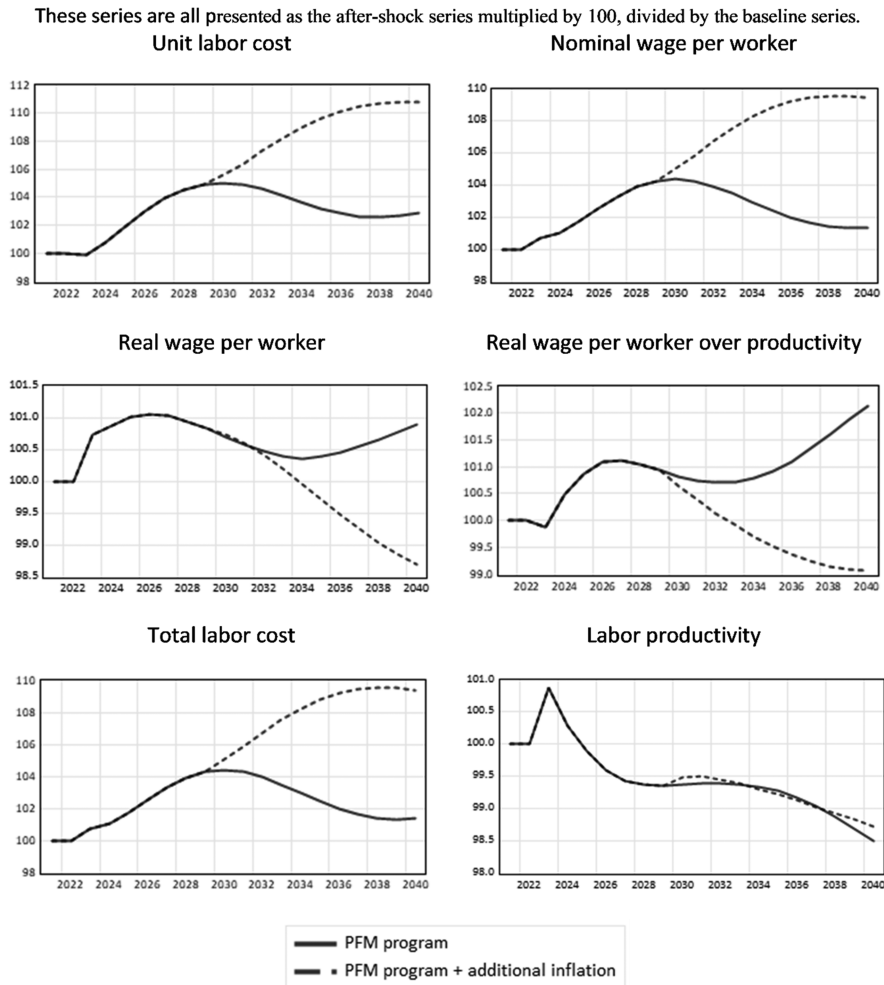 These series are all presented as the after-shock series multiplied by 100, divided by the baseline series.
Unit labor cost
112
110
108
106
104
102
100
98
2022 2024 2026 2028 2030 2032 2034 2036 2038 2040
Nominal wage per worker
110
108
106
104
102
100
98
2022 2024 2026 2028 2030 2032 2034 2036 2038 2040
Real wage per worker
101.5
101.0
100.5
100.0
99.5
99.0
98.5
2022 2024 2026 2028 2030 2032 2034 2036 2038 2040
Real wage per worker over productivity
102.5
102.0
101.5
101.0
100.5
100.0
99.5
99.0
2022 2024 2026 2028 2030 2032 2034 2036 2038 2040
Total labor cost
110
108
106
104
102
100
98
2022 2024 2026 2028 2030 2032 2034 2036 2038 2040
Labor productivity
101.0
100.5
100.0
99.5
99.0
98.5
98.0
2022 2024 2026 2028 2030 2032 2034 2036 2038 2040
PFM program
PFM program + additional inflation